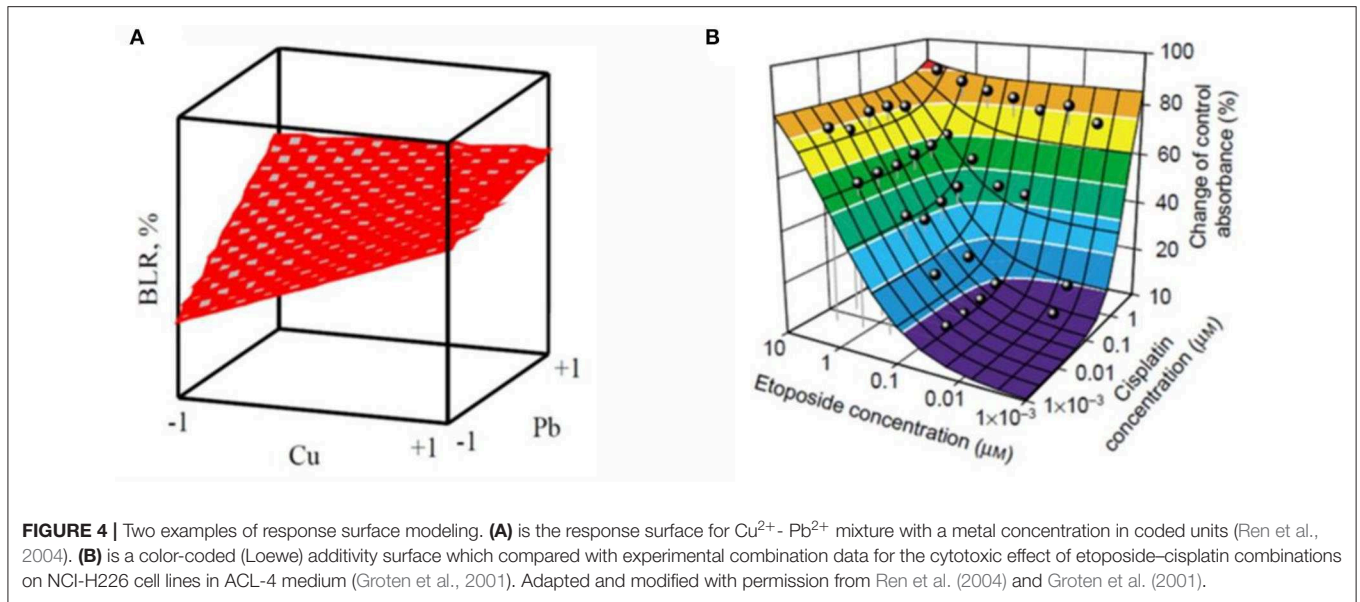 A
BLR, %
-1
Cu
+1
-1
Pb
+1
B
100
80
60
40
20
10
Change of control
absorbance (%)
10
1
0.1
0.01
1×10⁻³
Etoposide concentration (μM)
1×10⁻³
0.01
0.1
1
Cisplatin
concentration (μM)
FIGURE 4 | Two examples of response surface modeling. (A) is the response surface for Cu²⁺- Pb²⁺ mixture with a metal concentration in coded units (Ren et al.,
2004). (B) is a color-coded (Loewe) additivity surface which compared with experimental combination data for the cytotoxic effect of etoposide–cisplatin combinations
on NCI-H226 cell lines in ACL-4 medium (Groten et al., 2001). Adapted and modified with permission from Ren et al. (2004) and Groten et al. (2001).